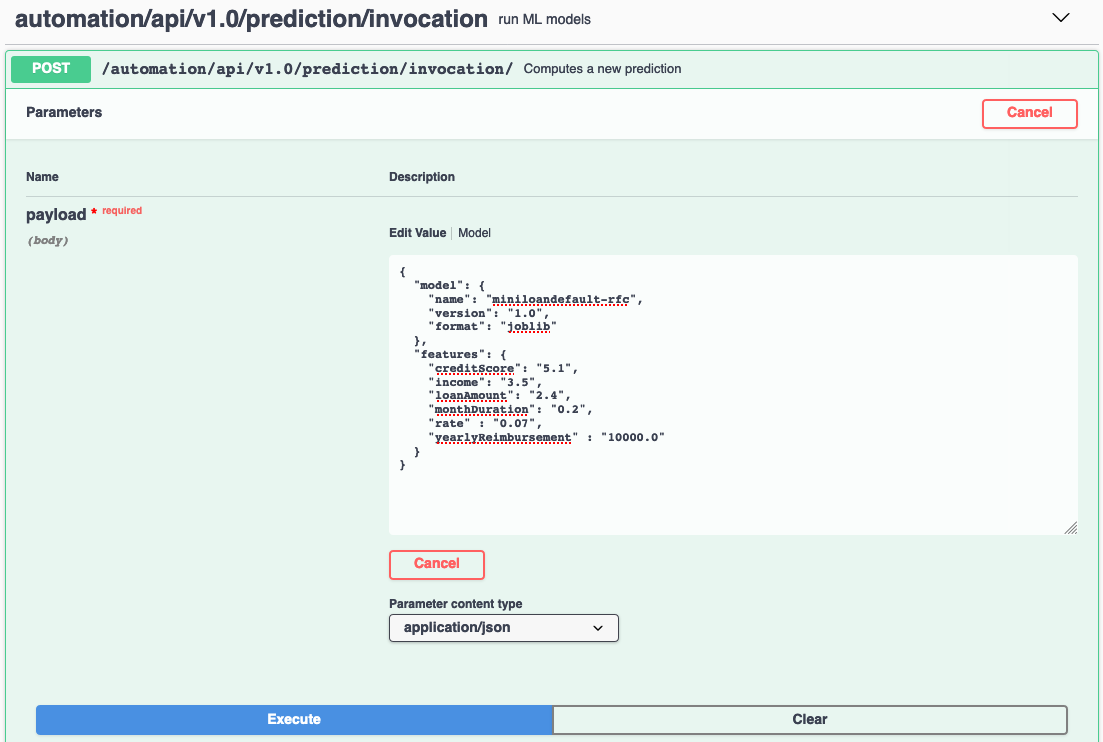 automation/api/v1.0/prediction/invocation run ML models
POST /automation/api/v1.0/prediction/invocation/ Computes a new prediction
Parameters
Cancel
Name Description
payload * required
(body)
Edit Value | Model
{
  "model": {
    "name": "miniloandefault-rfc",
    "version": "1.0",
    "format": "joblib"
  },
  "features": {
    "creditScore": "5.1",
    "income": "3.5",
    "loanAmount": "2.4",
    "monthDuration": "0.2",
    "rate" : "0.07",
    "yearlyReimbursement" : "10000.0"
  }
}
Cancel
Parameter content type
application/json
Execute Clear